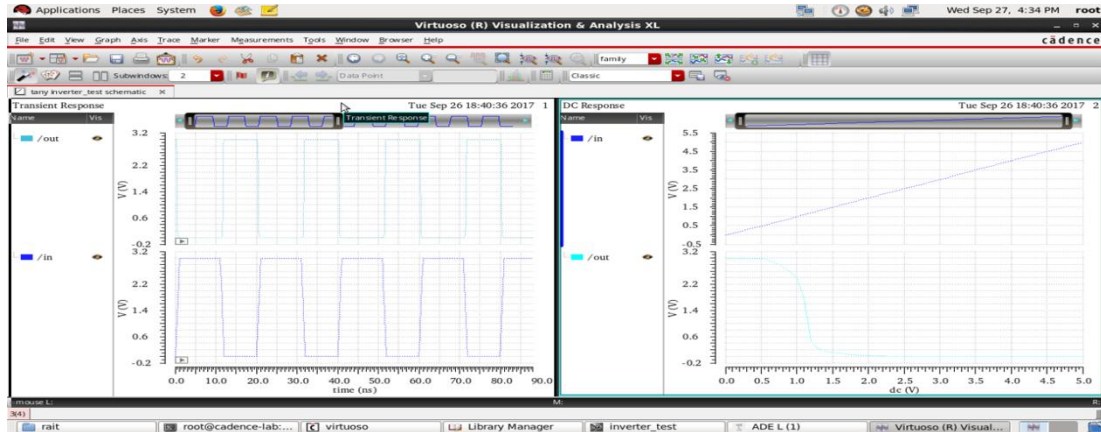 Applications Places System Wed Sep 27, 4:34 PM root
Virtuoso (R) Visualization & Analysis XL
File Edit View Graph Axis Trace Marker Measurements Tools Window Browser Help cādence
family
Subwindows: 2 Data Point Classic
tany inverter_test schematic
Transient Response Tue Sep 26 18:40:36 2017 1
Name Vis
Transient Response
/out
3.2
2.2
1.4
0.6
-0.2
V (V)
/in
3.2
2.2
1.4
0.6
-0.2
V (V)
0.0 10.0 20.0 30.0 40.0 50.0 60.0 70.0 80.0 90.0
time (ns)
DC Response Tue Sep 26 18:40:36 2017 2
Name Vis
/in
5.5
4.5
3.5
2.5
1.5
0.5
-0.5
V (V)
/out
3.2
2.2
1.4
0.6
-0.2
V (V)
0.0 0.5 1.0 1.5 2.0 2.5 3.0 3.5 4.0 4.5 5.0
dc (V)
mouse L: M: R:
3(4)
rait root@cadence-lab:... virtuoso Library Manager inverter_test ADE L (1) Virtuoso (R) Visual...